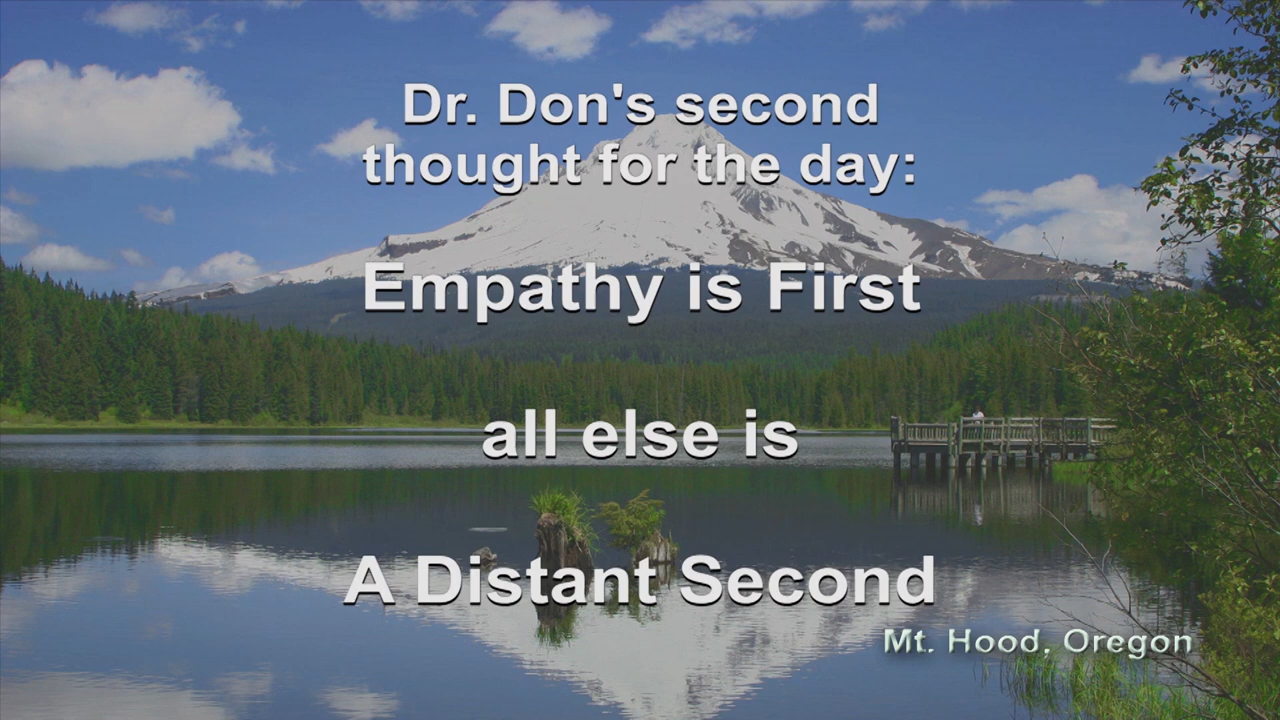 Dr. Don's second
thought for the day:
Empathy is First
all else is
A Distant Second
Mt. Hood, Oregon